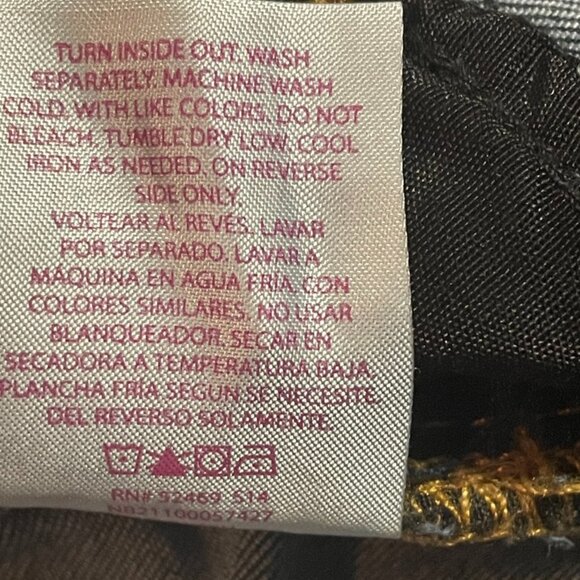 TURN INSIDE OUT. WASH
SEPARATELY. MACHINE WASH
COLD. WITH LIKE COLORS. DO NOT
BLEACH. TUMBLE DRY LOW. COOL
IRON AS NEEDED. ON REVERSE
SIDE ONLY.
VOLTEAR AL REVÉS. LAVAR
POR SEPARADO. LAVAR A
MÁQUINA EN AGUA FRÍA. CON
COLORES SIMILARES. NO USAR
BLANQUEADOR. SECAR EN
SECADORA A TEMPERATURA BAJA.
PLANCHA FRÍA SEGUN SE NECESITE.
DEL REVERSO SOLAMENTE.
RN# 52469 S14
N821100057427